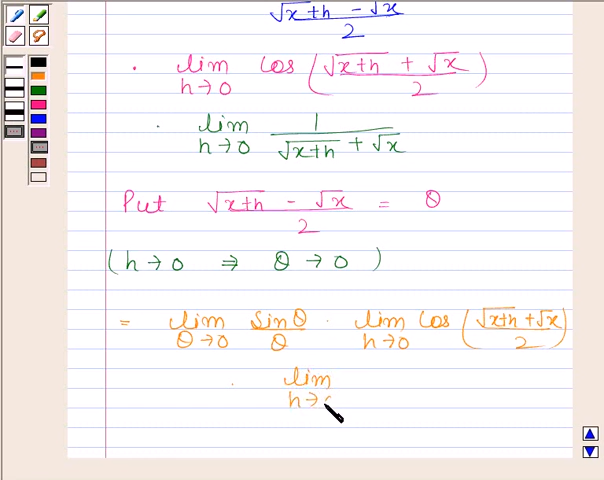 √x+h - √x / 2
· lim h→0 cos (√x+h + √x / 2)
· lim h→0 1 / √x+h + √x
Put √x+h - √x / 2 = θ
(h→0 ⇒ θ→0)
= lim θ→0 sinθ / θ · lim h→0 cos (√x+h + √x / 2)
· lim h→